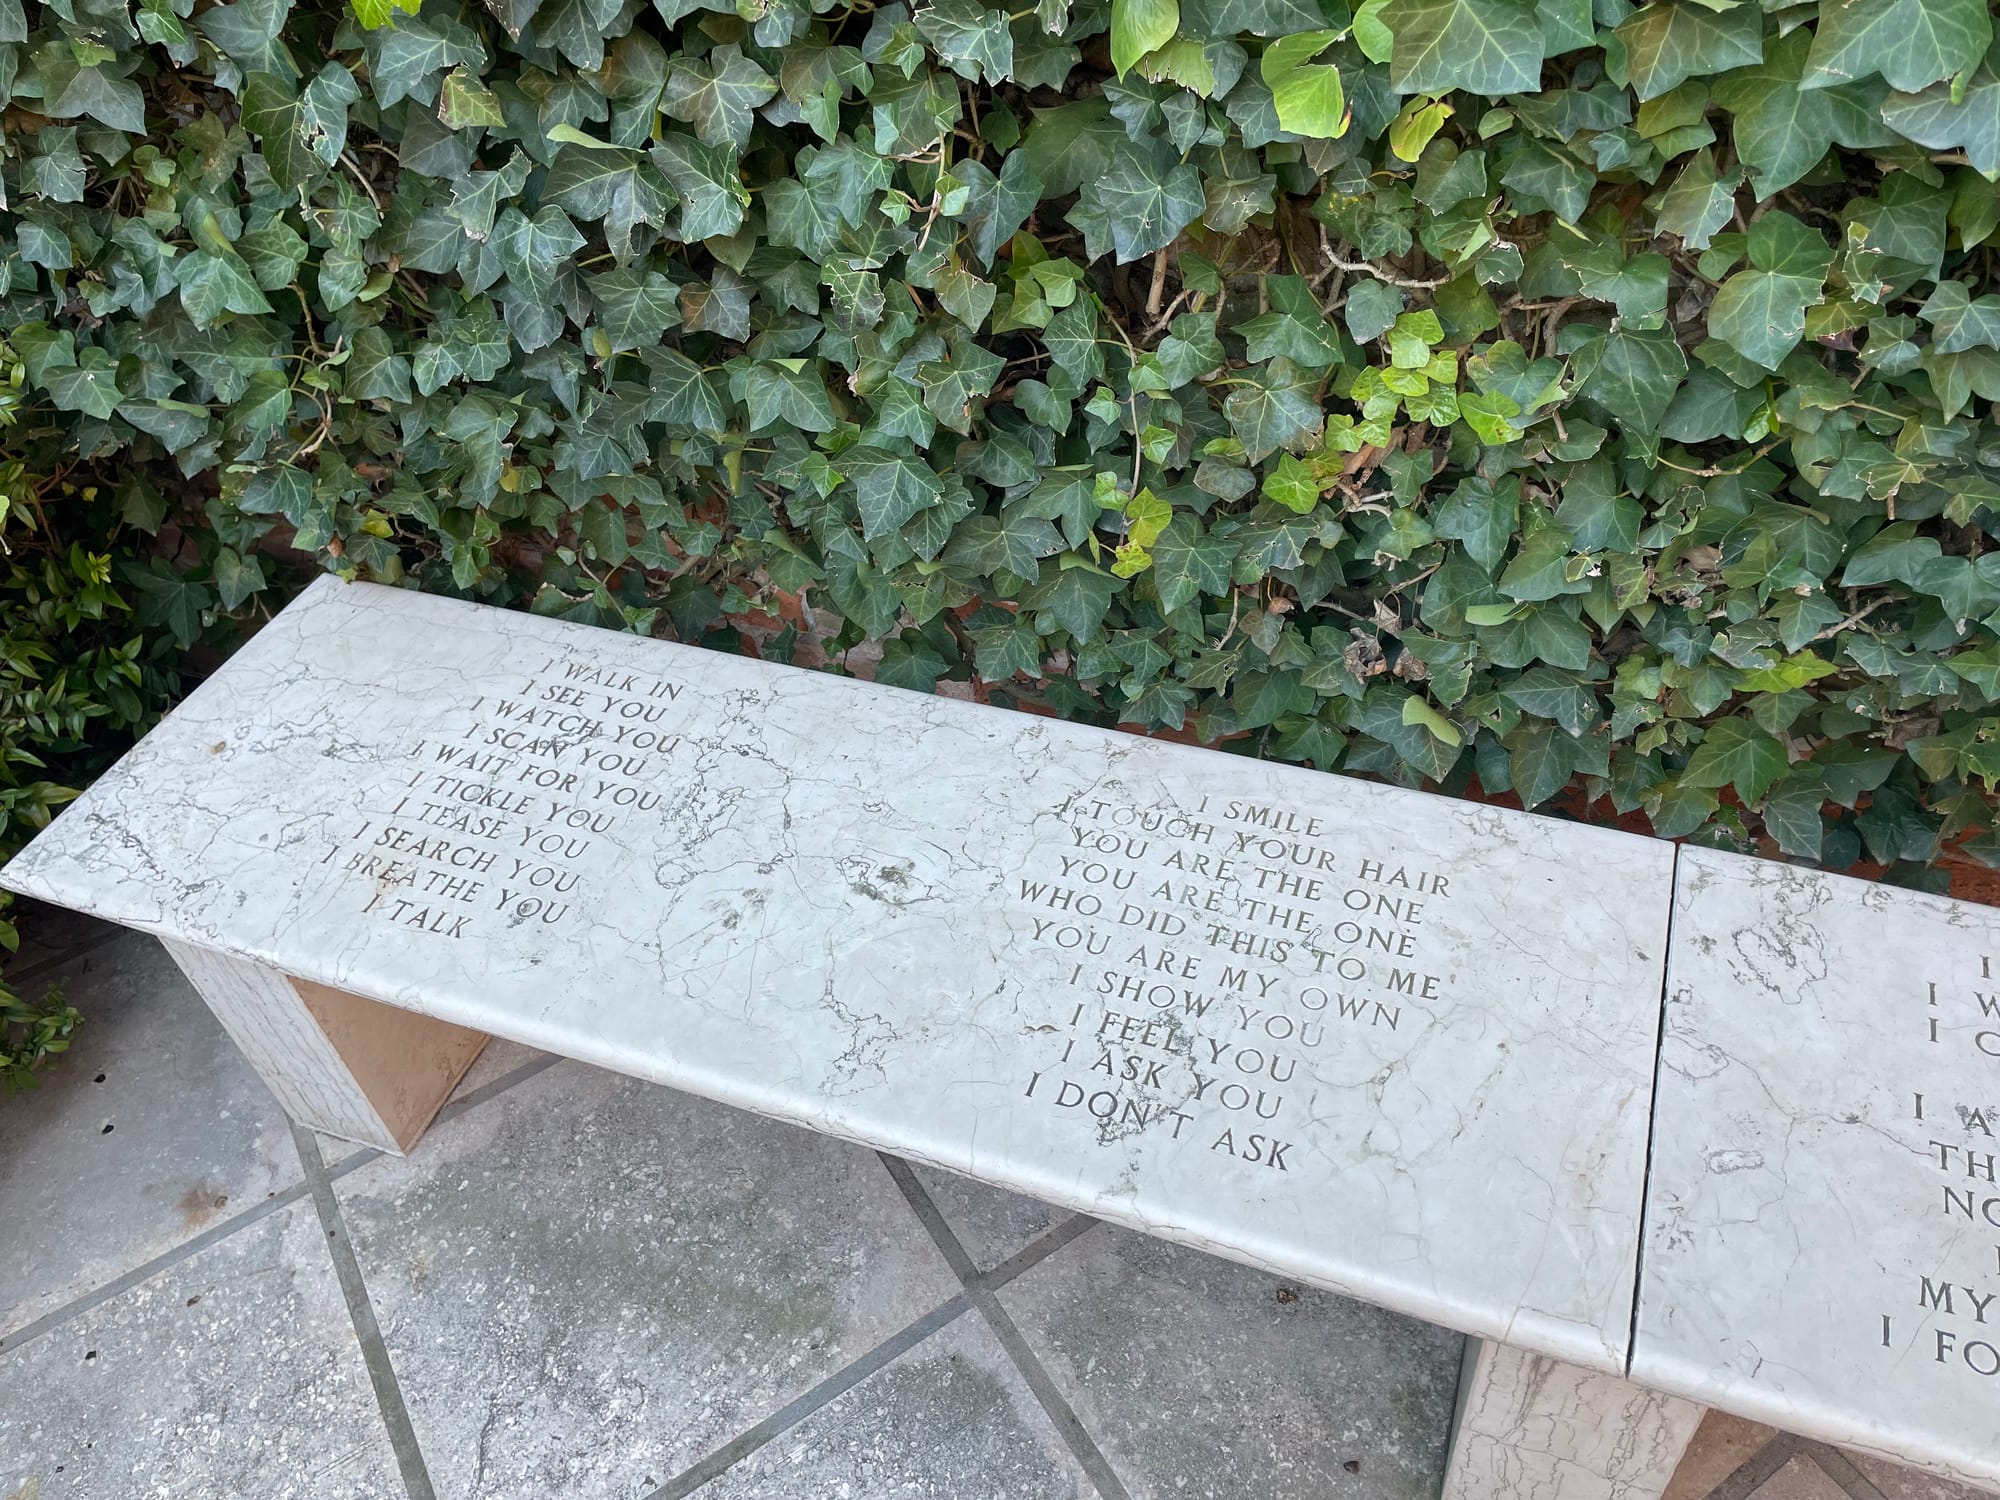 I WALK IN
I SEE YOU
I WATCH YOU
I SCAN YOU
I WAIT FOR YOU
I TICKLE YOU
I TEASE YOU
I SEARCH YOU
I BREATHE YOU
I TALK
I SMILE
I TOUCH YOUR HAIR
YOU ARE THE ONE
YOU ARE THE ONE
WHO DID THIS TO ME
YOU ARE MY OWN
I SHOW YOU
I FEEL YOU
I ASK YOU
I DON'T ASK
I
I
I
I
MY
I